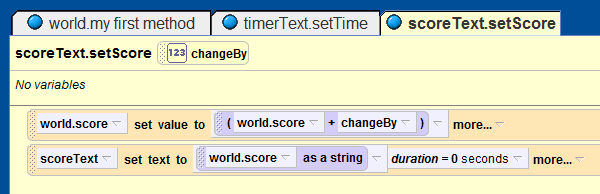 world.my first method timerText.setTime scoreText.setScore
scoreText.setScore 123 changeBy
No variables
world.score set value to ( world.score + changeBy ) more...
scoreText set text to world.score as a string duration = 0 seconds more...